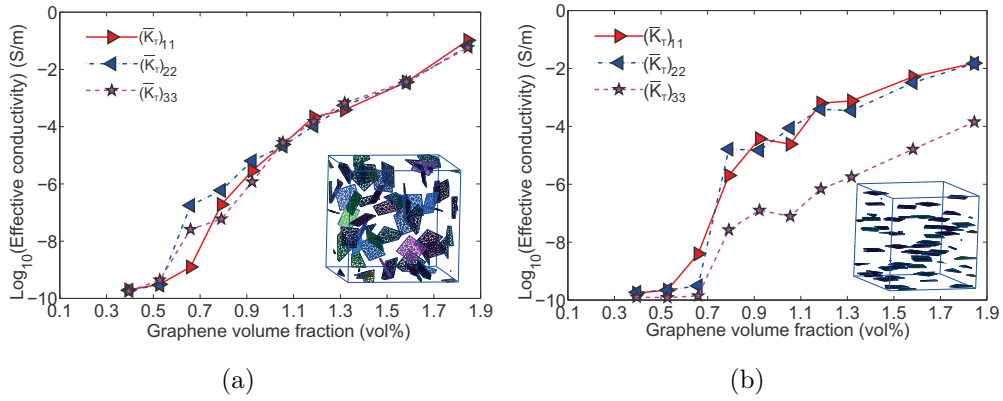 0
−2
−4
−6
−8
−10
0.1 0.3 0.5 0.7 0.9 1.1 1.3 1.5 1.7 1.9
Log10(Effective conductivity) (S/m)
Graphene volume fraction (vol%)
(K̅T)11
(K̅T)22
(K̅T)33
(a)
0
−2
−4
−6
−8
−10
0.1 0.3 0.5 0.7 0.9 1.1 1.3 1.5 1.7 1.9
Log10(Effective conductivity) (S/m)
Graphene volume fraction (vol%)
(K̅T)11
(K̅T)22
(K̅T)33
(b)